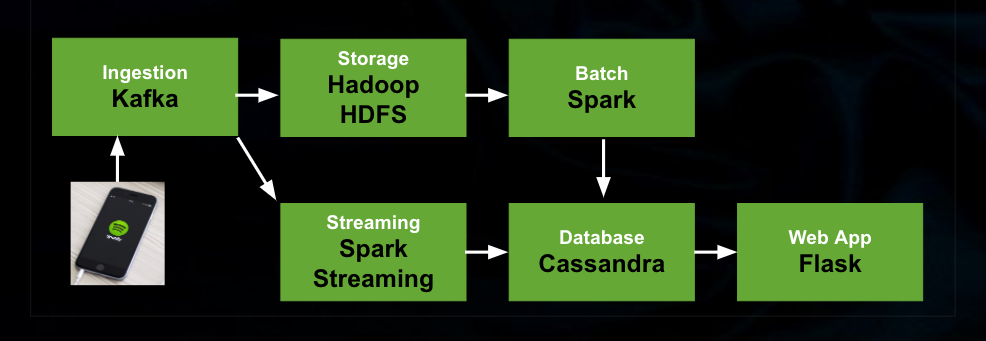 Ingestion
Kafka
Storage
Hadoop
HDFS
Batch
Spark
Streaming
Spark
Streaming
Database
Cassandra
Web App
Flask
Spotify